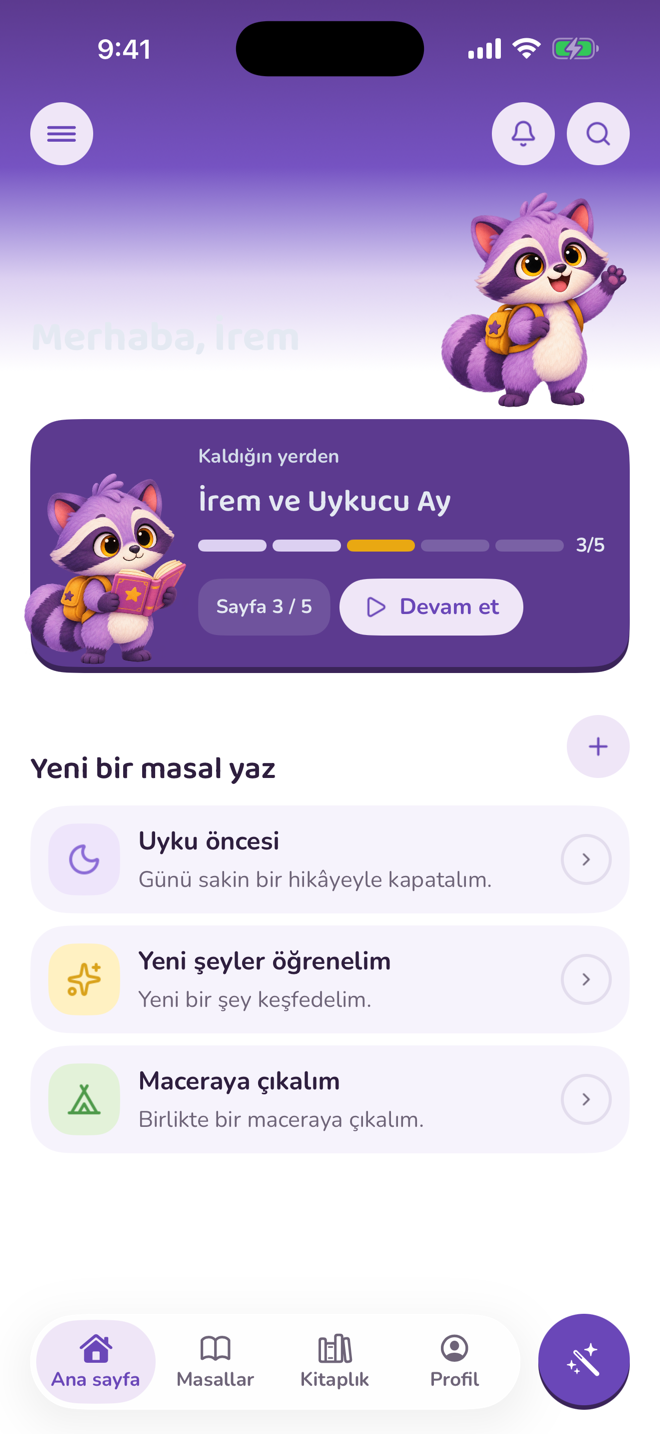 9:41
Merhaba, İrem
Kaldığın yerden
İrem ve Uykucu Ay
3/5
Sayfa 3 / 5
Devam et
Yeni bir masal yaz
Uyku öncesi
Günü sakin bir hikâyeyle kapatalım.
Yeni şeyler öğrenelim
Yeni bir şey keşfedelim.
Maceraya çıkalım
Birlikte bir maceraya çıkalım.
Ana sayfa
Masallar
Kitaplık
Profil